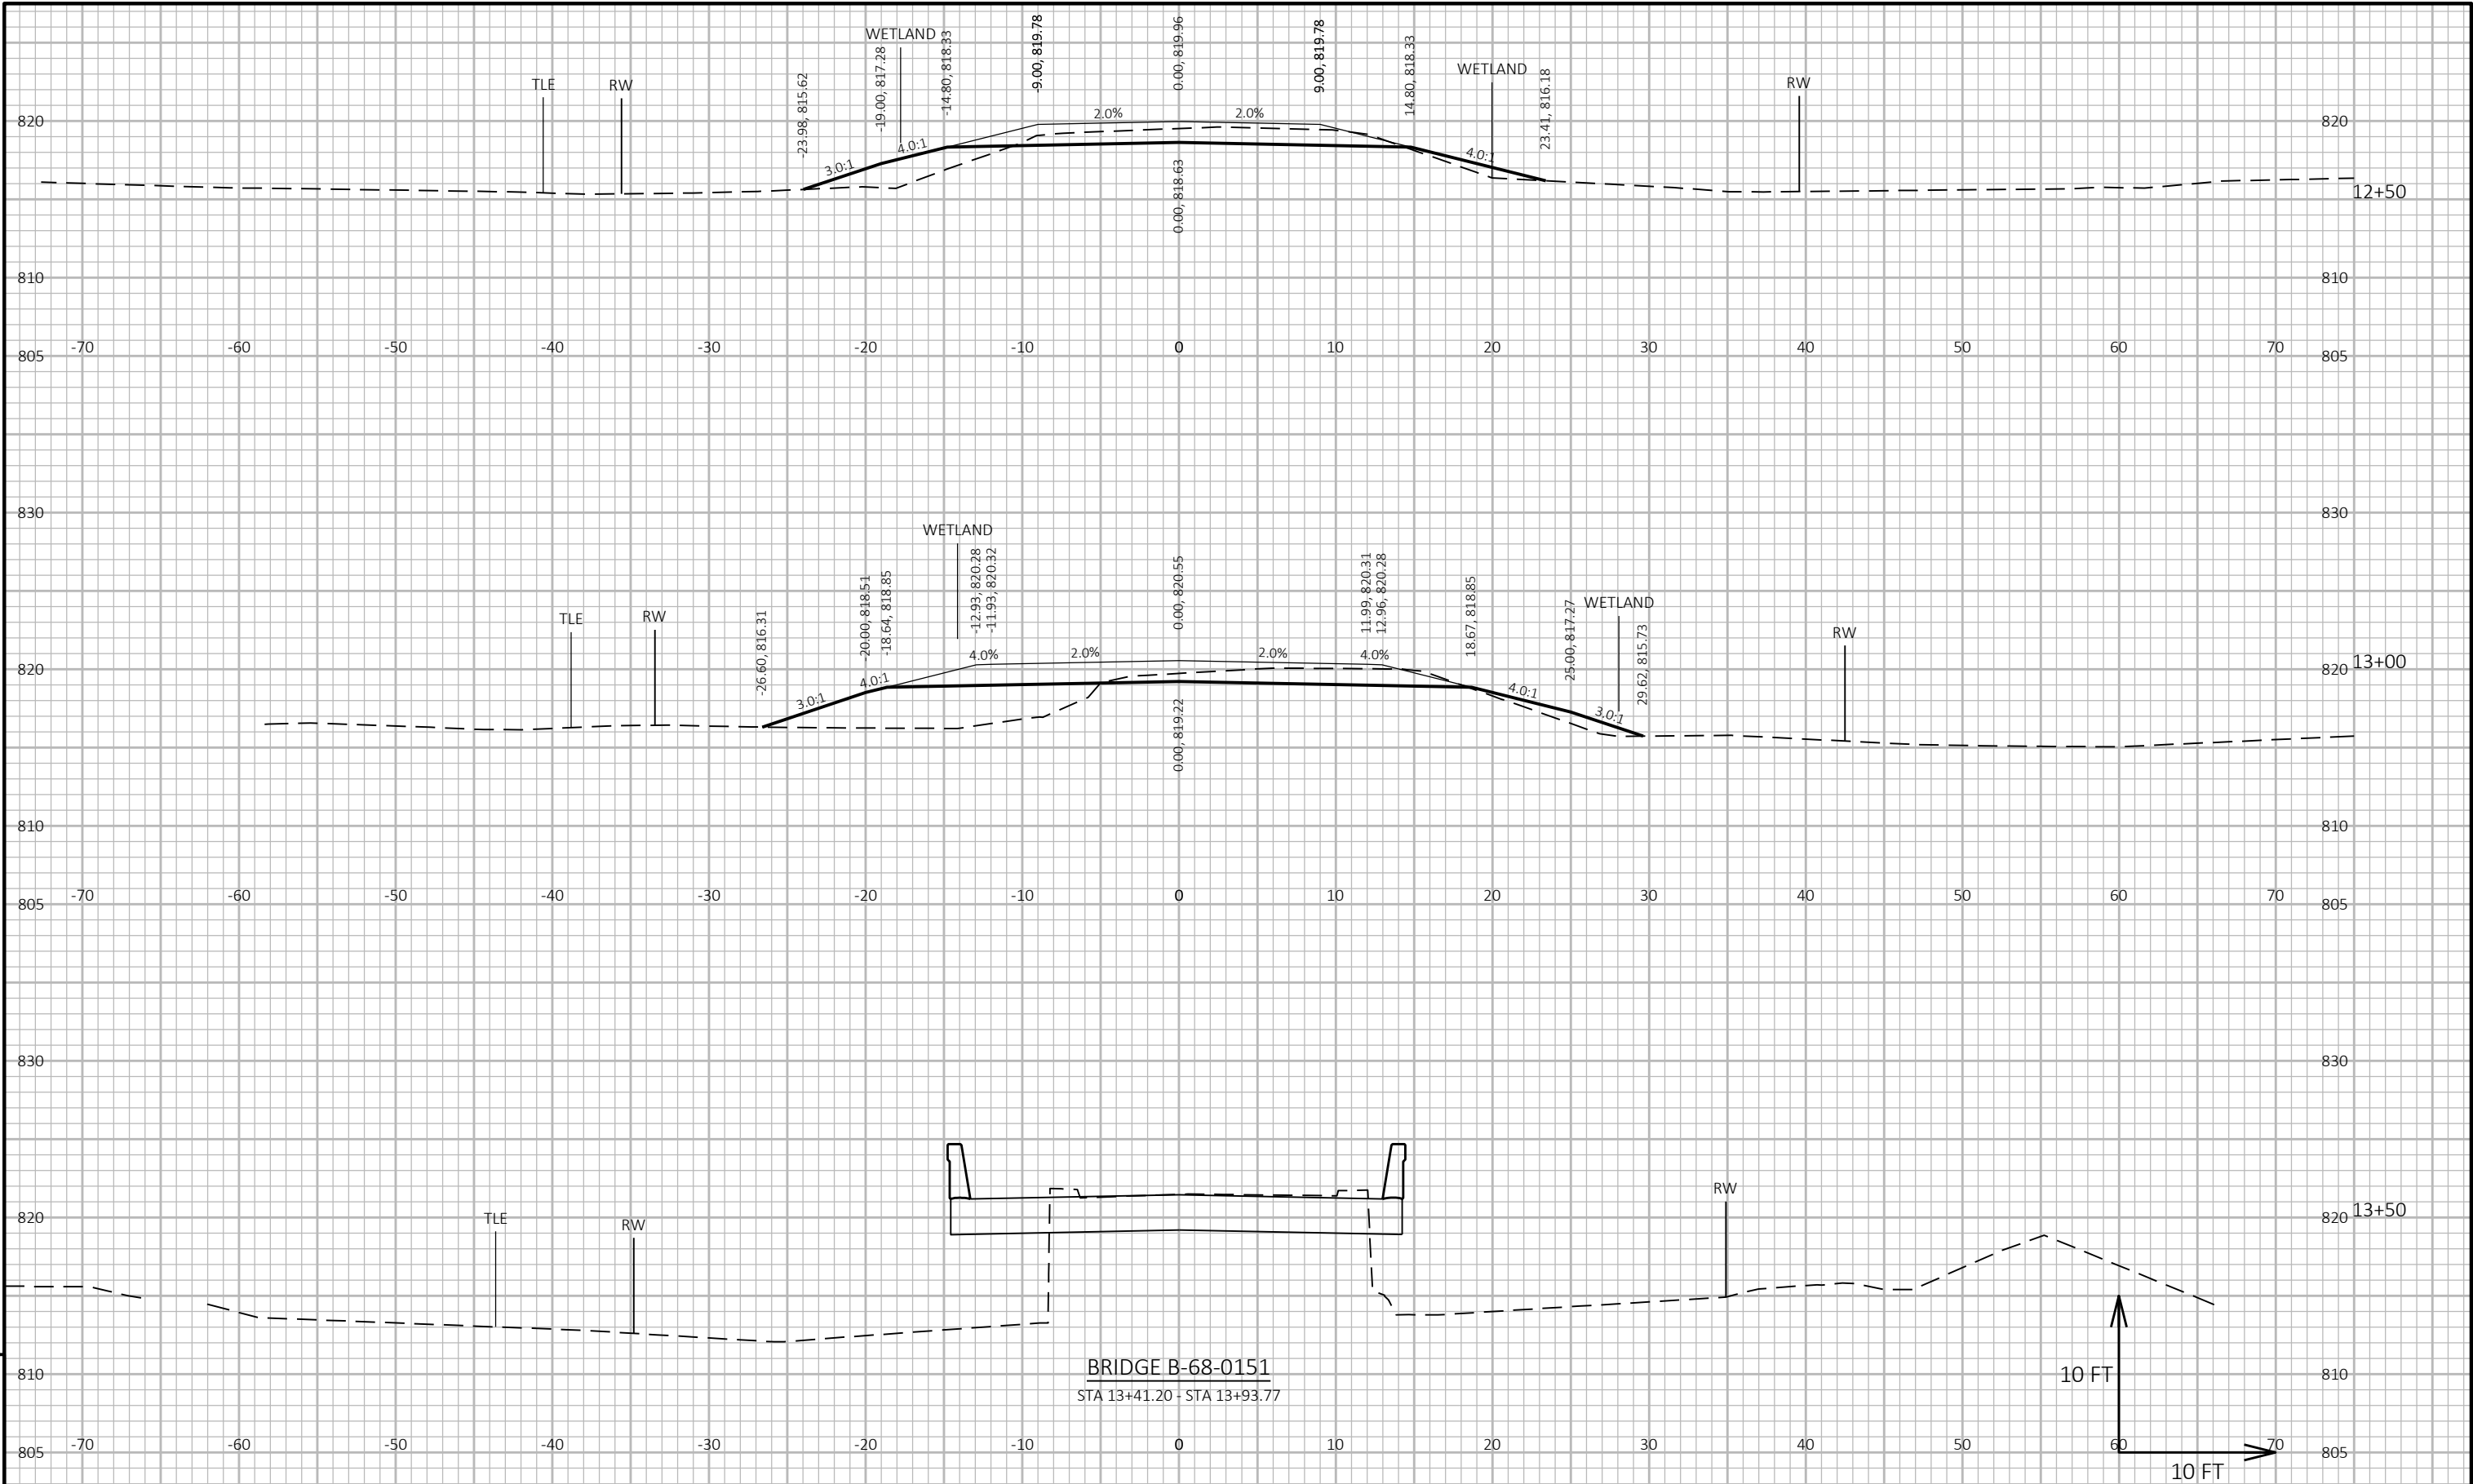 WETLAND
-9.00, 819.78
0.00, 819.96
9.00, 819.78
-14.80, 818.33
14.80, 818.33
-19.00, 817.28
-23.98, 815.62
WETLAND
23.41, 816.18
TLE
RW
RW
820
2.0%
2.0%
820
3.0:1
4.0:1
4.0:1
0.00, 818.63
12+50
810
810
-70 -60 -50 -40 -30 -20 -10 0 10 20 30 40 50 60 70
805
805
830
830
WETLAND
-12.93, 820.28
-11.93, 820.32
0.00, 820.55
11.99, 820.31
12.96, 820.28
-20.00, 818.51
-18.64, 818.85
18.67, 818.85
-26.60, 816.31
25.00, 817.27
WETLAND
29.62, 815.73
TLE
RW
RW
4.0%
2.0%
2.0%
4.0%
820
820
13+00
3.0:1
4.0:1
4.0:1
3.0:1
0.00, 819.22
810
810
-70 -60 -50 -40 -30 -20 -10 0 10 20 30 40 50 60 70
805
805
830
830
RW
TLE
RW
820
820
13+50
BRIDGE B-68-0151
STA 13+41.20 - STA 13+93.77
810
810
10 FT
-70 -60 -50 -40 -30 -20 -10 0 10 20 30 40 50 60 70
805
805
10 FT